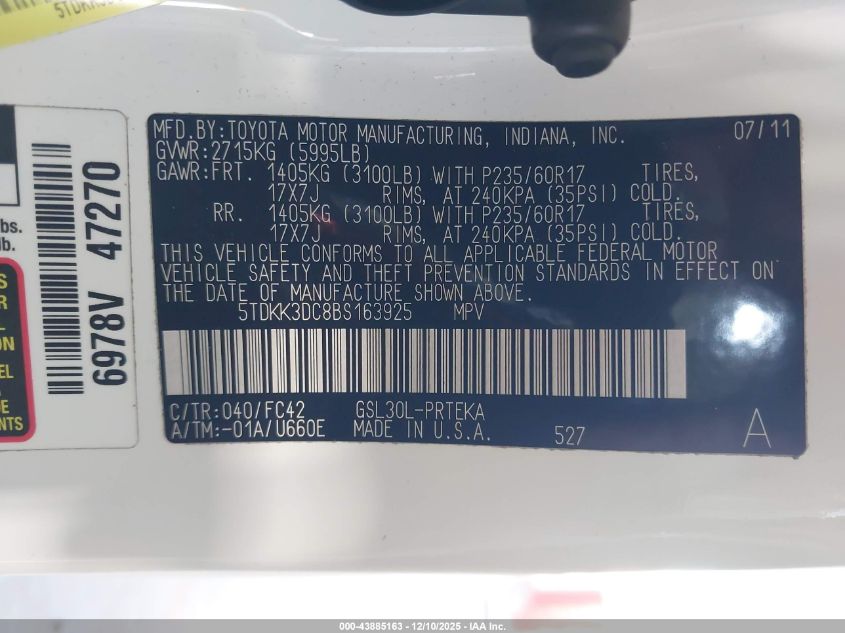 MFD.BY:TOYOTA MOTOR MANUFACTURING, INDIANA, INC. 07/11
GVWR:2715KG (5995LB)
GAWR:FRT. 1405KG (3100LB) WITH P235/60R17 TIRES,
17X7J RIMS, AT 240KPA (35PSI) COLD.
RR. 1405KG (3100LB) WITH P235/60R17 TIRES,
17X7J RIMS, AT 240KPA (35PSI) COLD.
THIS VEHICLE CONFORMS TO ALL APPLICABLE FEDERAL MOTOR
VEHICLE SAFETY AND THEFT PREVENTION STANDARDS IN EFFECT ON
THE DATE OF MANUFACTURE SHOWN ABOVE.
5TDKK3DC8BS163925 MPV
C/TR:040/FC42 GSL30L-PRTEKA
A/TM:-01A/U660E MADE IN U.S.A. 527 A
6978V 47270
000-43885163 - 12/10/2025 - IAA Inc.